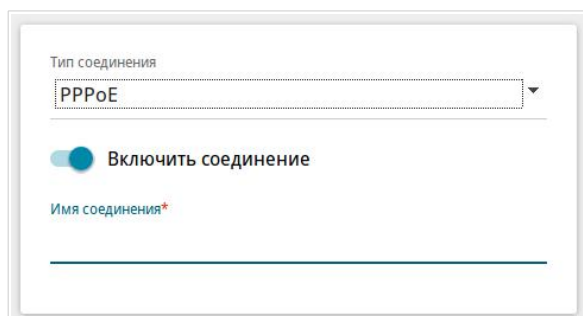 Тип соединения
PPPoE
Включить соединение
Имя соединения*